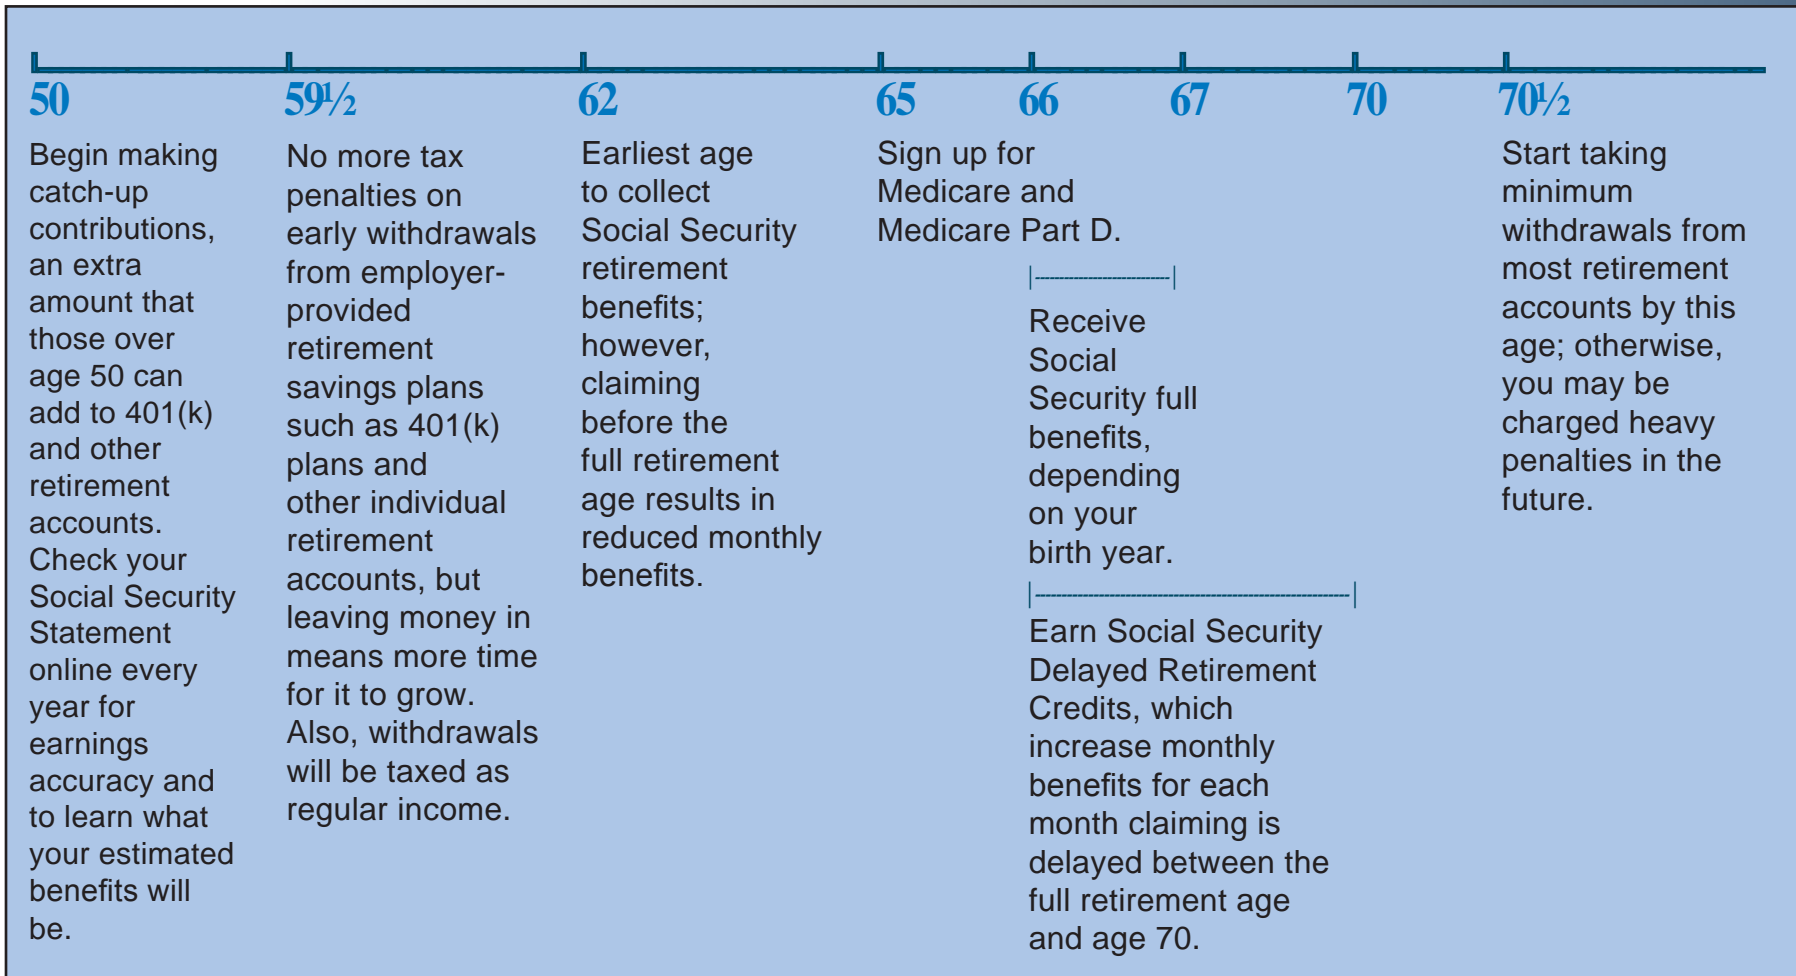 50
59½
62
65
66
67
70
70½
Begin making
catch-up
contributions,
an extra
amount that
those over
age 50 can
add to 401(k)
and other
retirement
accounts.
Check your
Social Security
Statement
online every
year for
earnings
accuracy and
to learn what
your estimated
benefits will
be.
No more tax
penalties on
early withdrawals
from employer-
provided
retirement
savings plans
such as 401(k)
plans and
other individual
retirement
accounts, but
leaving money in
means more time
for it to grow.
Also, withdrawals
will be taxed as
regular income.
Earliest age
to collect
Social Security
retirement
benefits;
however,
claiming
before the
full retirement
age results in
reduced monthly
benefits.
Sign up for
Medicare and
Medicare Part D.
Receive
Social
Security full
benefits,
depending
on your
birth year.
Earn Social Security
Delayed Retirement
Credits, which
increase monthly
benefits for each
month claiming is
delayed between the
full retirement age
and age 70.
Start taking
minimum
withdrawals from
most retirement
accounts by this
age; otherwise,
you may be
charged heavy
penalties in the
future.